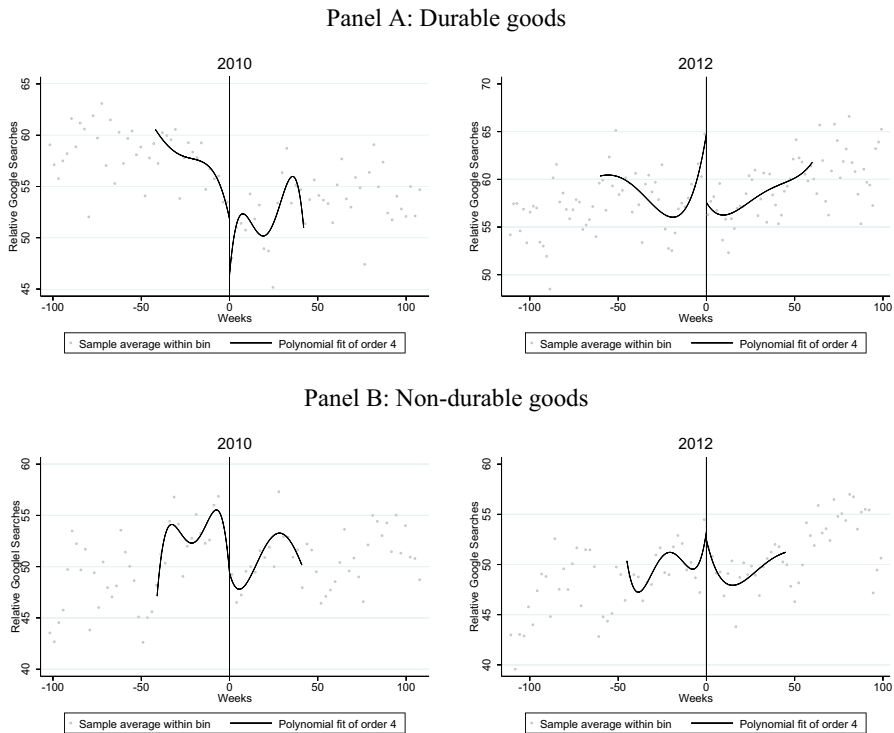 Panel A: Durable goods
2010
Relative Google Searches
65
60
55
50
45
-100 -50 0 50 100
Weeks
Sample average within bin Polynomial fit of order 4
2012
Relative Google Searches
70
65
60
55
50
-100 -50 0 50 100
Weeks
Sample average within bin Polynomial fit of order 4
Panel B: Non-durable goods
2010
Relative Googlel Searches
60
55
50
45
40
-100 -50 0 50 100
Weeks
Sample average within bin Polynomial fit of order 4
2012
Relative Google Searches
60
55
50
45
40
-100 -50 0 50 100
Weeks
Sample average within bin Polynomial fit of order 4